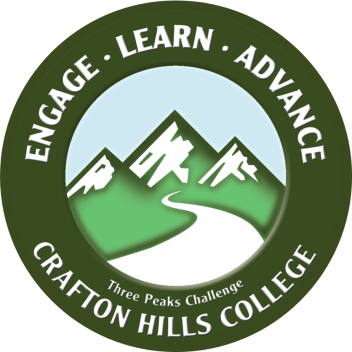 ENGAGE · LEARN · ADVANCE
Three Peaks Challenge
CRAFTON HILLS COLLEGE